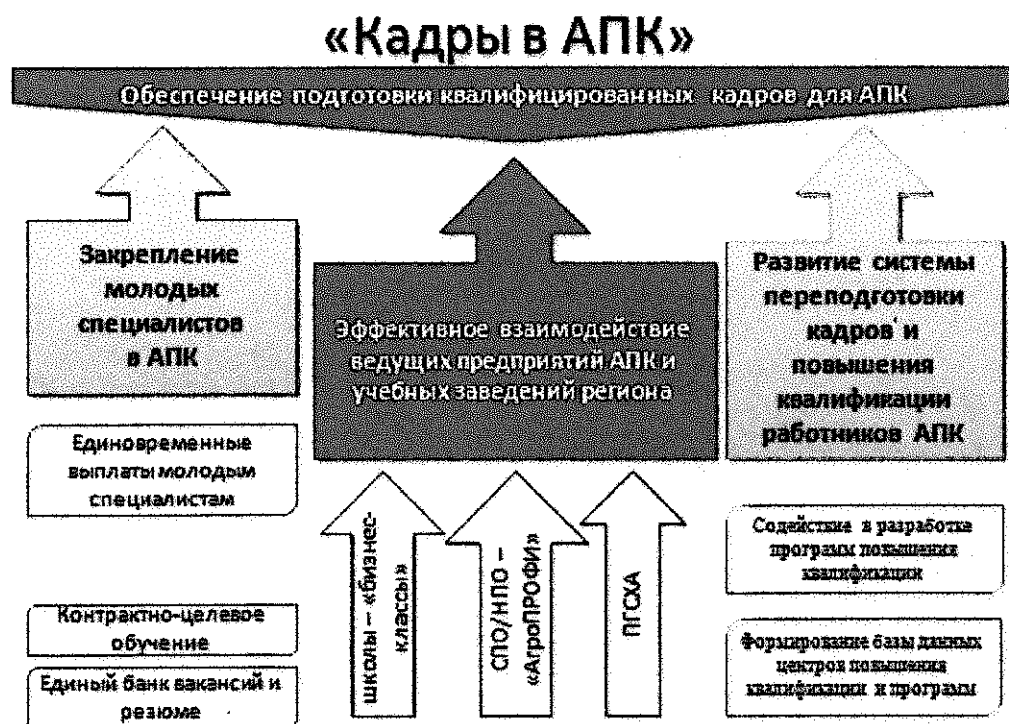 «Кадры в АПК»
Обеспечение подготовки квалифицированных кадров для АПК
Закрепление
молодых
специалистов
в АПК
Единовременные
выплаты молодым
специалистам
Контрактно-целевое
обучение
Единый банк вакансий и
резюме
Эффективное взаимодействие
ведущих предприятий АПК и
учебных заведений региона
школы – «бизнес-
классы»
СПО/НПО –
«АгроПРОФИ»
ПГСХА
Развитие системы
переподготовки
кадров и
повышения
квалификации
работников АПК
Содействие в разработке
программ повышения
квалификации
Формирование базы данных
центров повышения
квалификации и программ